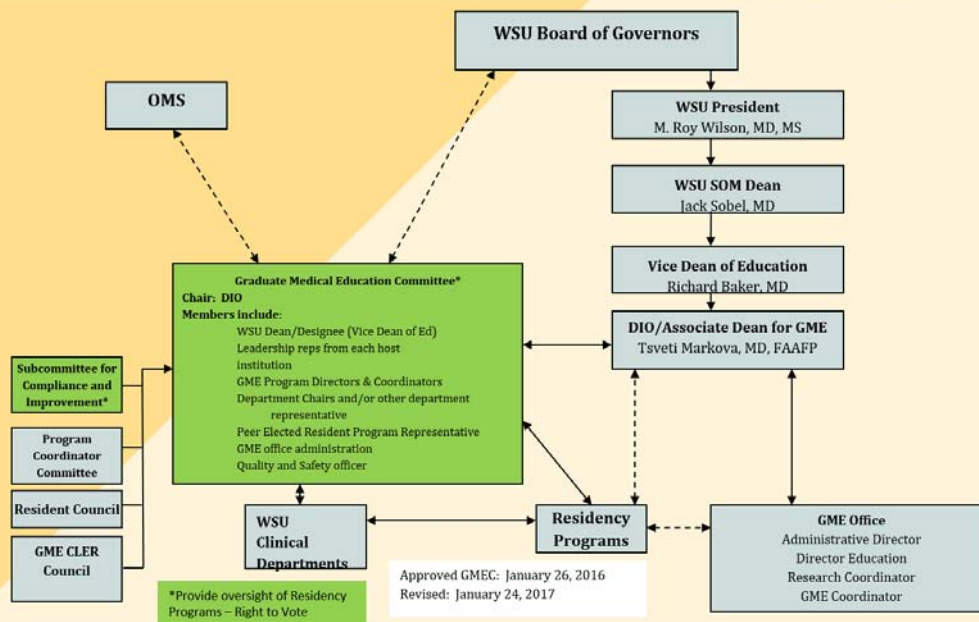 WSU Board of Governors
OMS
WSU President
M. Roy Wilson, MD, MS
WSU SOM Dean
Jack Sobel, MD
Vice Dean of Education
Richard Baker, MD
DIO/Associate Dean for GME
Tsveti Markova, MD, FAAFP
Graduate Medical Education Committee*
Chair: DIO
Members include:
WSU Dean/Designee (Vice Dean of Ed)
Leadership reps from each host
institution
GME Program Directors & Coordinators
Department Chairs and/or other department
representative
Peer Elected Resident Program Representative
GME office administration
Quality and Safety officer
Subcommittee for
Compliance and
Improvement*
Program
Coordinator
Committee
Resident Council
GME CLER
Council
WSU
Clinical
Departments
Residency
Programs
GME Office
Administrative Director
Director Education
Research Coordinator
GME Coordinator
*Provide oversight of Residency
Programs – Right to Vote
Approved GMEC: January 26, 2016
Revised: January 24, 2017